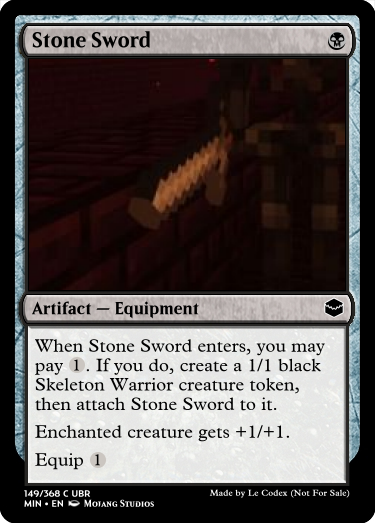 Stone Sword
Artifact — Equipment
When Stone Sword enters, you may
pay 1. If you do, create a 1/1 black
Skeleton Warrior creature token,
then attach Stone Sword to it.
Enchanted creature gets +1/+1.
Equip 1
149/368 C UBR
MIN • EN Mojang Studios
Made by Le Codex (Not For Sale)